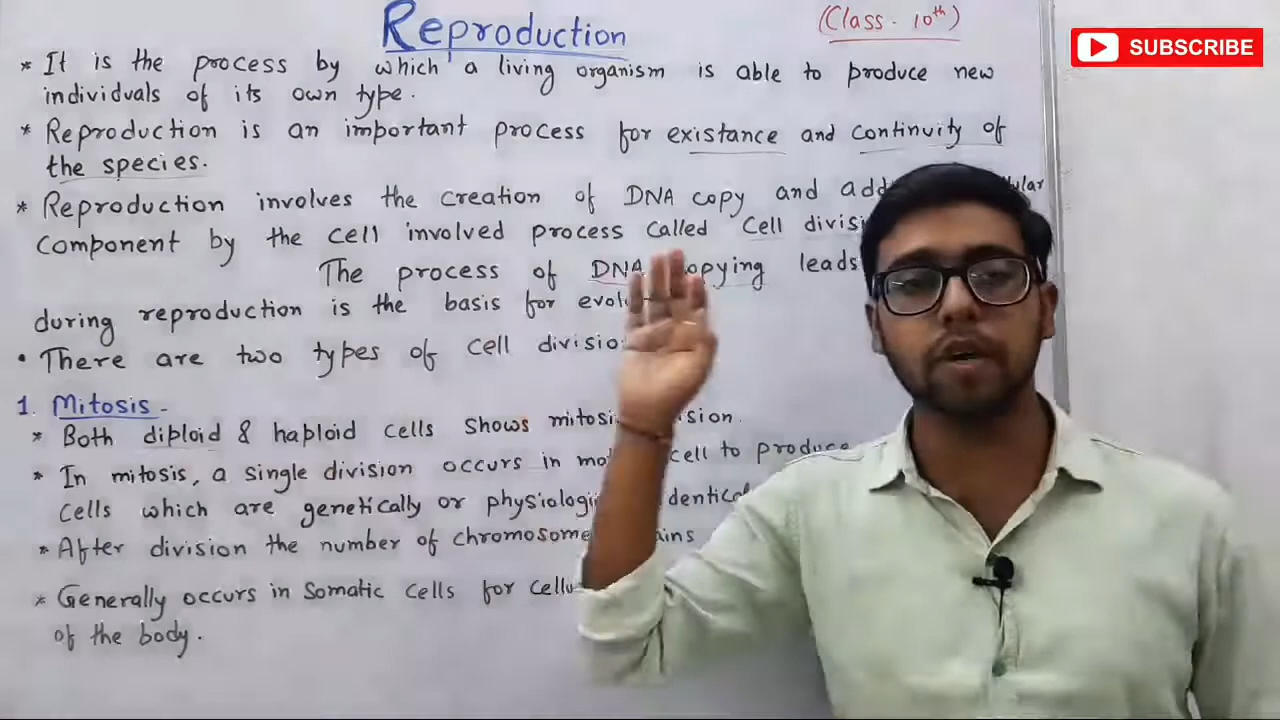 Reproduction
(Class - 10th)
SUBSCRIBE
* It is the process by which a living organism is able to produce new
individuals of its own type.
* Reproduction is an important process for existance and continuity of
the species.
* Reproduction involves the creation of DNA copy and
component by the cell involved process called Cell
The process of DNA copying leads
during reproduction is the basis for
• There are two types of cell
1. Mitosis -
* Both diploid & haploid cells shows
* In mitosis, a single division occurs in cell to produce
cells which are genetically or
* After division the number of
* Generally occurs in Somatic cells for
of the body.